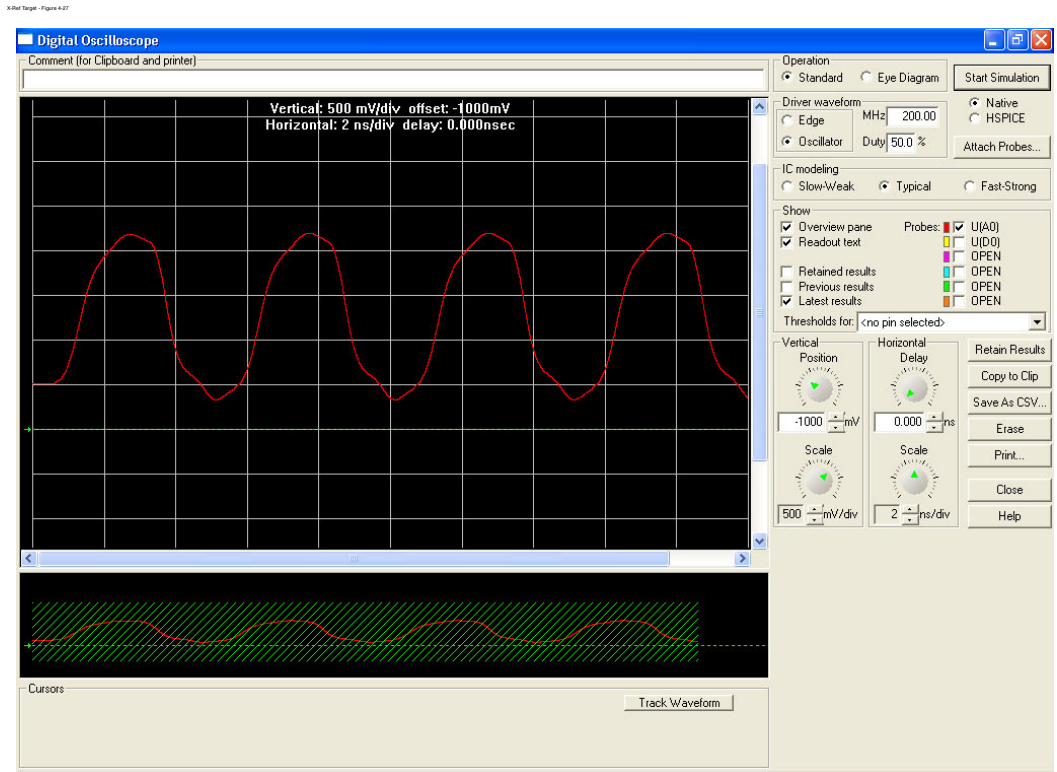 X-Ref Target - Figure 4-27
Digital Oscilloscope
Comment (for Clipboard and printer)
Vertical: 500 mV/div offset: -1000mV
Horizontal: 2 ns/div delay: 0.000nsec
Operation
Standard Eye Diagram
Start Simulation
Driver waveform
Edge
Oscillator
MHz 200.00
Duty 50.0 %
Native
HSPICE
Attach Probes...
IC modeling
Slow-Weak Typical Fast-Strong
Show
Overview pane Probes: U(A0)
Readout text U(D0)
OPEN
Retained results OPEN
Previous results OPEN
Latest results OPEN
Thresholds for: <no pin selected>
Vertical
Position
-1000 mV
Scale
500 mV/div
Horizontal
Delay
0.000 ns
Scale
2 ns/div
Retain Results
Copy to Clip
Save As CSV...
Erase
Print...
Close
Help
Cursors
Track Waveform